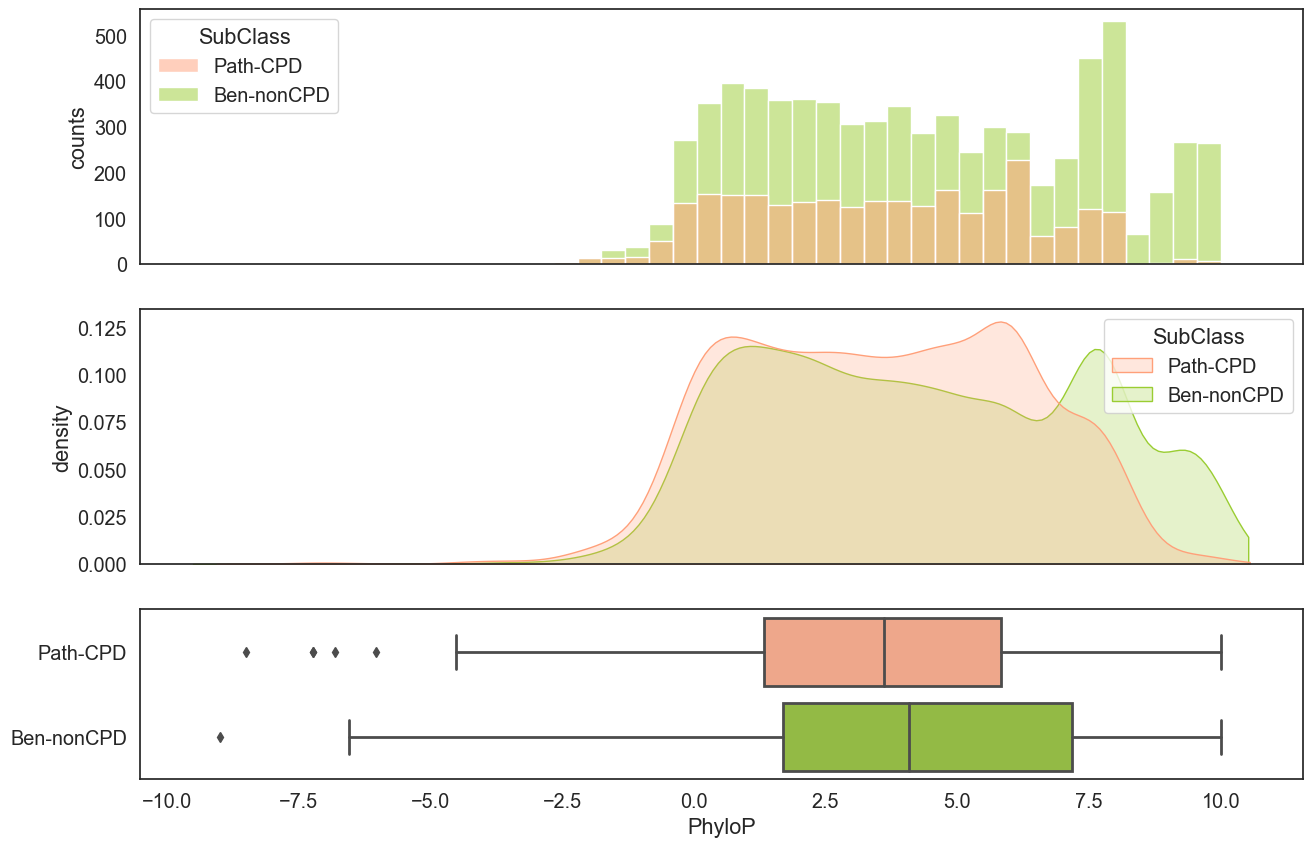 500
400
300
200
100
0
counts
SubClass
Path-CPD
Ben-nonCPD
0.125
0.100
0.075
0.050
0.025
0.000
density
SubClass
Path-CPD
Ben-nonCPD
Path-CPD
Ben-nonCPD
−10.0 −7.5 −5.0 −2.5 0.0 2.5 5.0 7.5 10.0
PhyloP